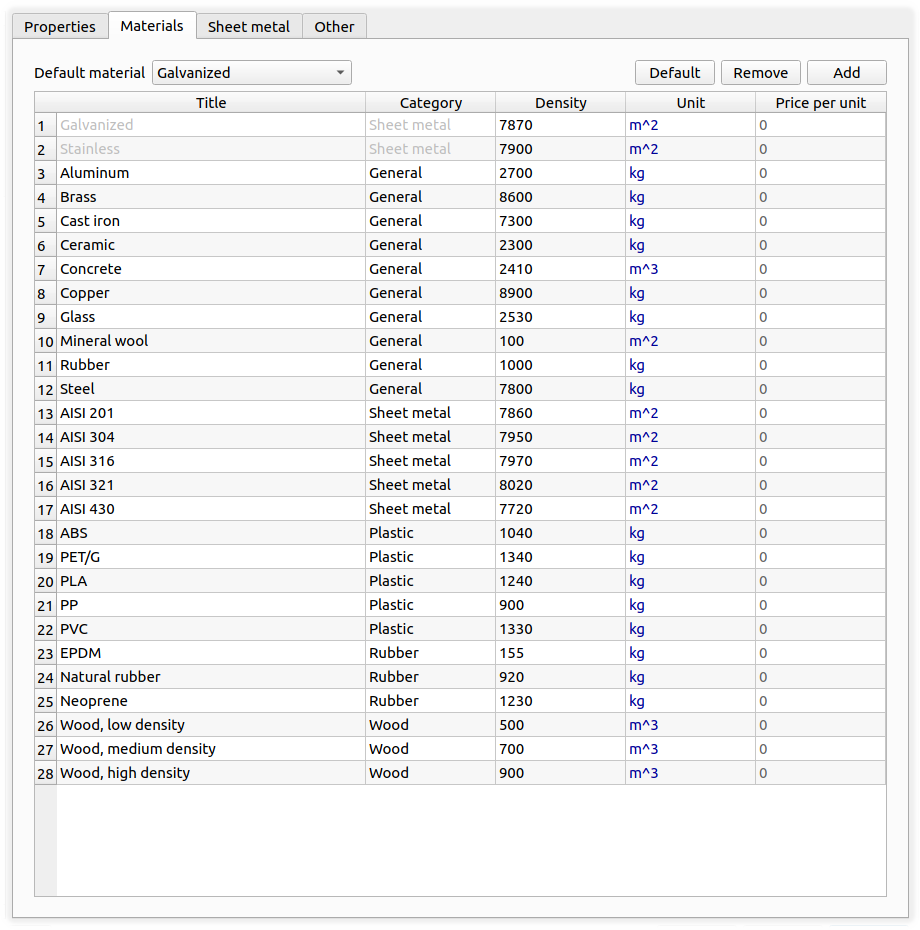 Properties Materials Sheet metal Other
Default material Galvanized Default Remove Add
Title Category Density Unit Price per unit
1 Galvanized Sheet metal 7870 m^2 0
2 Stainless Sheet metal 7900 m^2 0
3 Aluminum General 2700 kg 0
4 Brass General 8600 kg 0
5 Cast iron General 7300 kg 0
6 Ceramic General 2300 kg 0
7 Concrete General 2410 m^3 0
8 Copper General 8900 kg 0
9 Glass General 2530 kg 0
10 Mineral wool General 100 m^2 0
11 Rubber General 1000 kg 0
12 Steel General 7800 kg 0
13 AISI 201 Sheet metal 7860 m^2 0
14 AISI 304 Sheet metal 7950 m^2 0
15 AISI 316 Sheet metal 7970 m^2 0
16 AISI 321 Sheet metal 8020 m^2 0
17 AISI 430 Sheet metal 7720 m^2 0
18 ABS Plastic 1040 kg 0
19 PET/G Plastic 1340 kg 0
20 PLA Plastic 1240 kg 0
21 PP Plastic 900 kg 0
22 PVC Plastic 1330 kg 0
23 EPDM Rubber 155 kg 0
24 Natural rubber Rubber 920 kg 0
25 Neoprene Rubber 1230 kg 0
26 Wood, low density Wood 500 m^3 0
27 Wood, medium density Wood 700 m^3 0
28 Wood, high density Wood 900 m^3 0